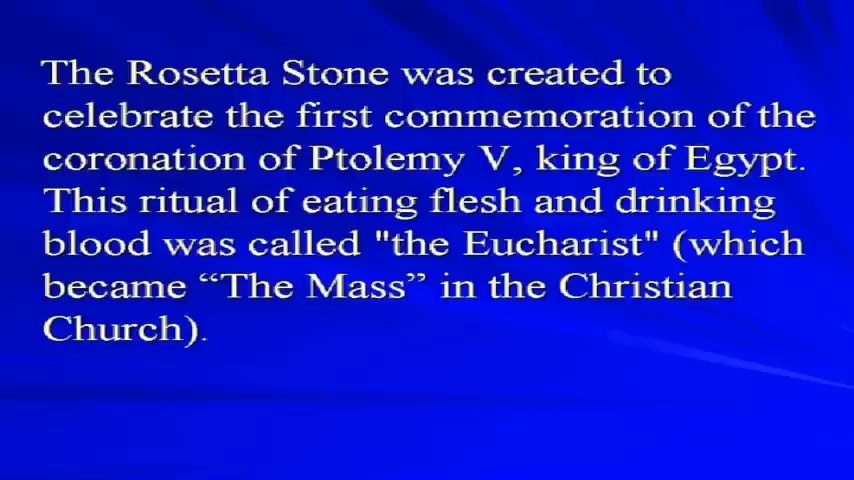 The Rosetta Stone was created to
celebrate the first commemoration of the
coronation of Ptolemy V, king of Egypt.
This ritual of eating flesh and drinking
blood was called "the Eucharist" (which
became “The Mass” in the Christian
Church).